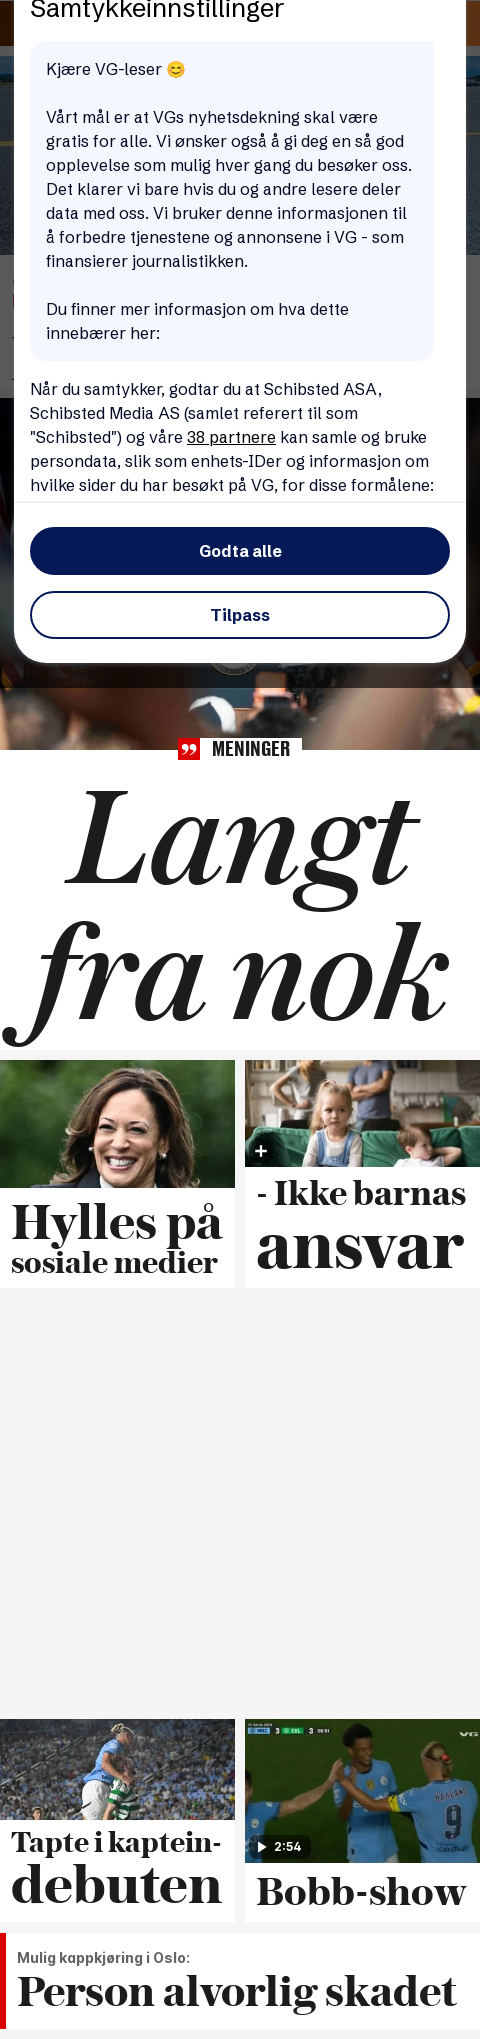 Samtykkeinnstillinger
Kjære VG-leser 😊
Vårt mål er at VGs nyhetsdekning skal være
gratis for alle. Vi ønsker også å gi deg en så god
opplevelse som mulig hver gang du besøker oss.
Det klarer vi bare hvis du og andre lesere deler
data med oss. Vi bruker denne informasjonen til
å forbedre tjenestene og annonsene i VG - som
finansierer journalistikken.
Du finner mer informasjon om hva dette
innebærer her:
Når du samtykker, godtar du at Schibsted ASA,
Schibsted Media AS (samlet referert til som
"Schibsted") og våre 38 partnere kan samle og bruke
persondata, slik som enhets-IDer og informasjon om
hvilke sider du har besøkt på VG, for disse formålene:
Godta alle
Tilpass
MENINGER
Langt
fra nok
Hylles på
sosiale medier
- Ikke barnas
ansvar
Tapte i kaptein-
debuten
3 CEL 3
VG
HAALAND
9
2:54
Bobb-show
Mulig kappkjøring i Oslo:
Person alvorlig skadet